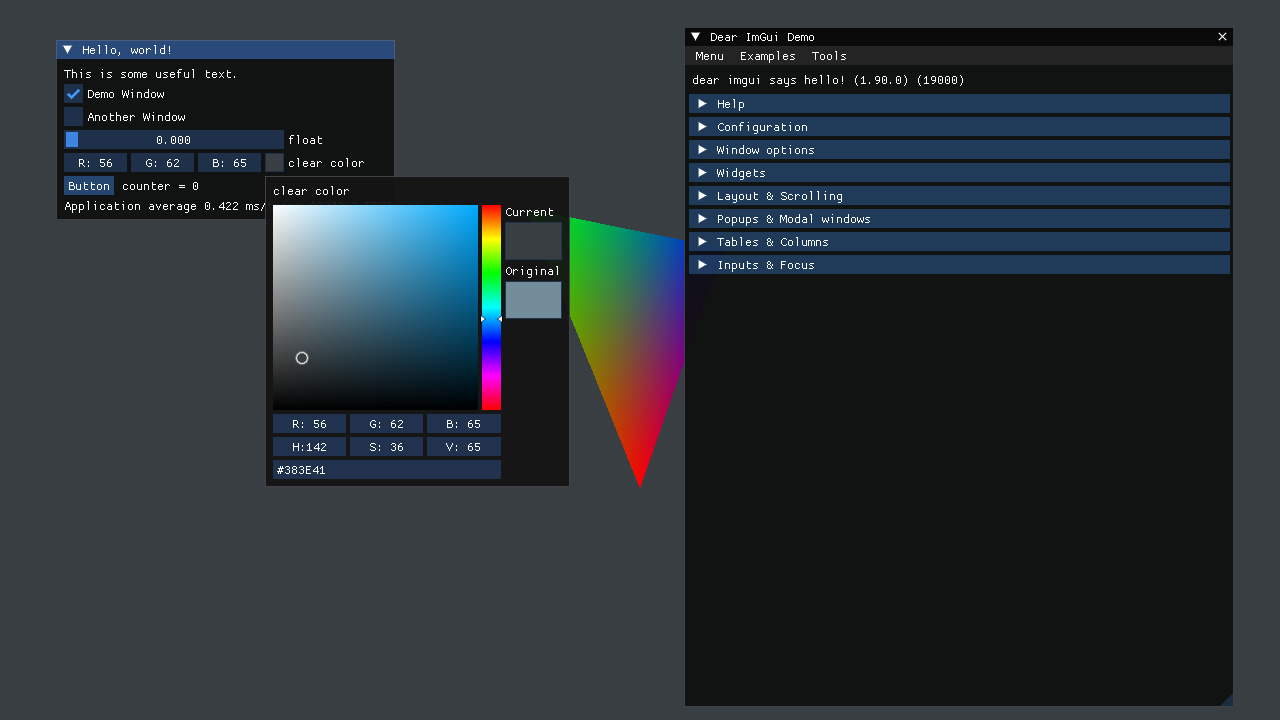 Hello, world!
This is some useful text.
Demo Window
Another Window
0.000 float
R: 56 G: 62 B: 65 clear color
Button counter = 0
Application average 0.422 ms/
clear color
Current
Original
R: 56 G: 62 B: 65
H:142 S: 36 V: 65
#383E41
Dear ImGui Demo
Menu Examples Tools
dear imgui says hello! (1.90.0) (19000)
Help
Configuration
Window options
Widgets
Layout & Scrolling
Popups & Modal windows
Tables & Columns
Inputs & Focus